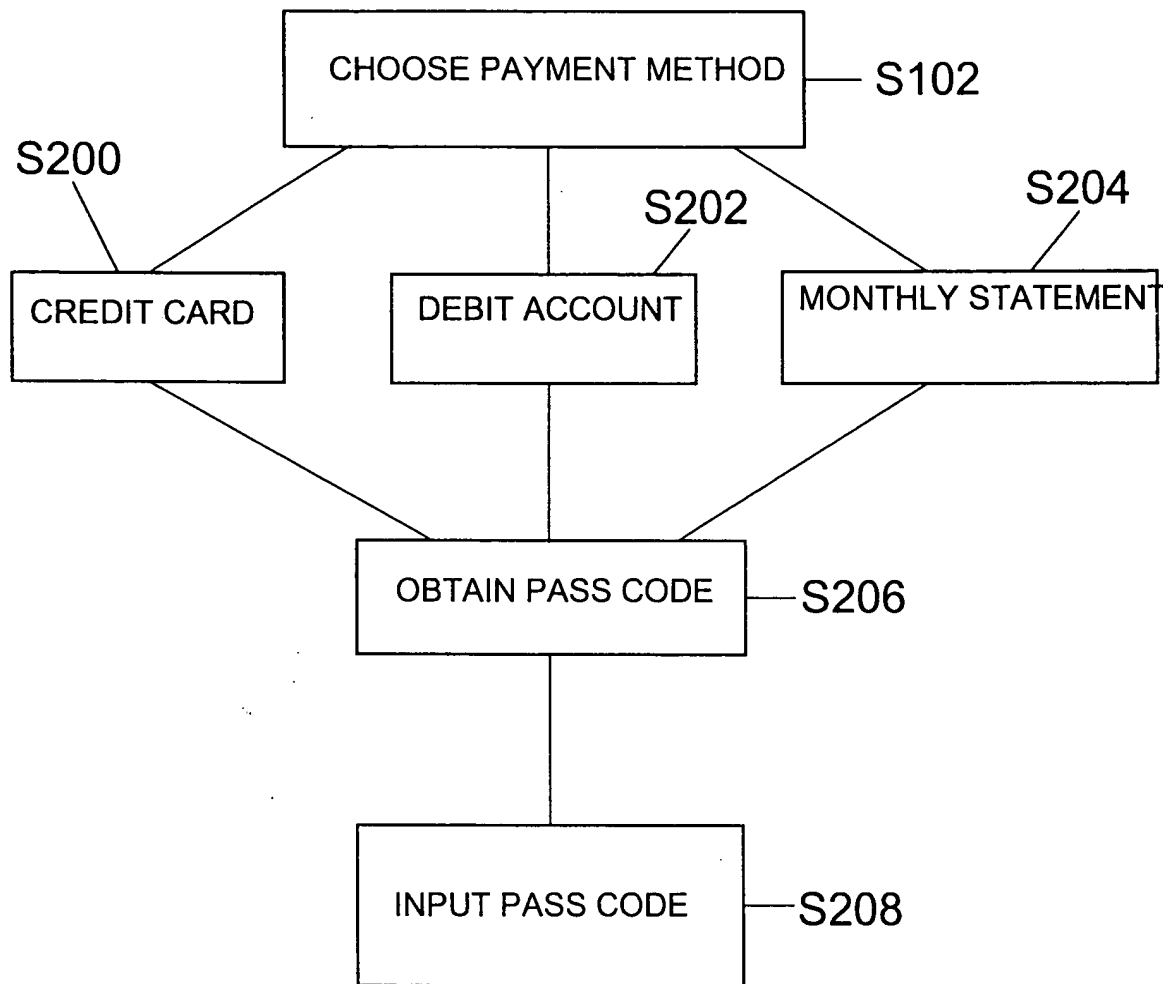 CHOOSE PAYMENT METHOD
S102
S200
S202
S204
CREDIT CARD
DEBIT ACCOUNT
MONTHLY STATEMENT
OBTAIN PASS CODE
S206
INPUT PASS CODE
S208